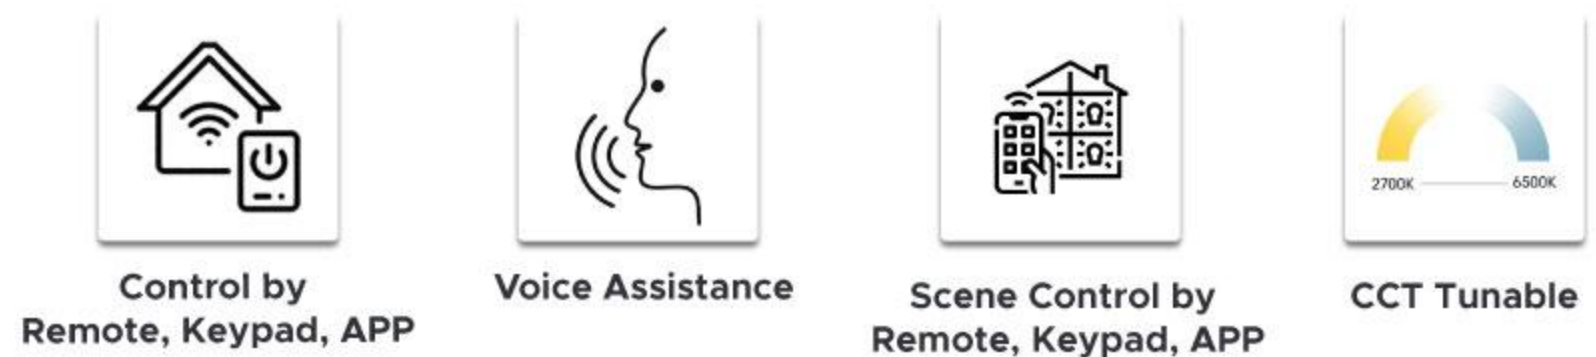 2700K
6500K
Control by
Remote, Keypad, APP
Voice Assistance
Scene Control by
Remote, Keypad, APP
CCT Tunable